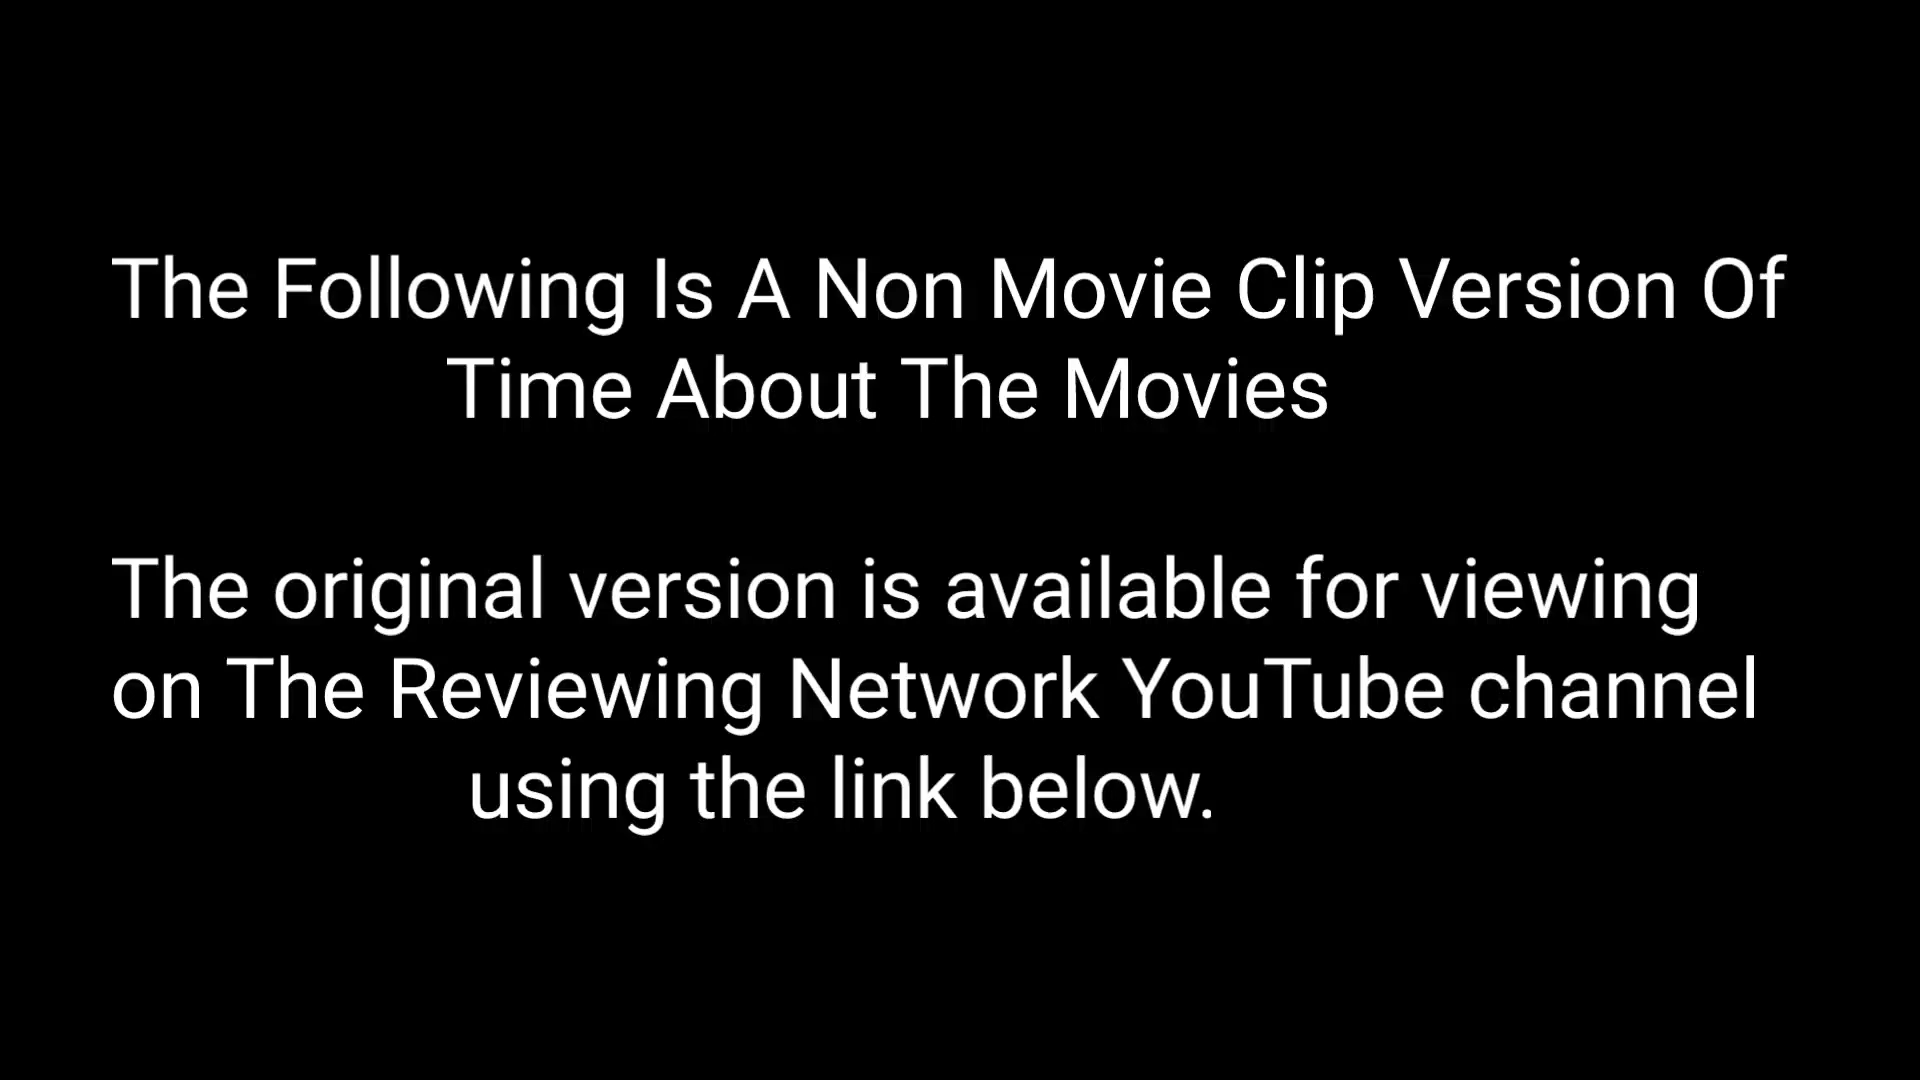 The Following Is A Non Movie Clip Version Of
Time About The Movies
The original version is available for viewing
on The Reviewing Network YouTube channel
using the link below.